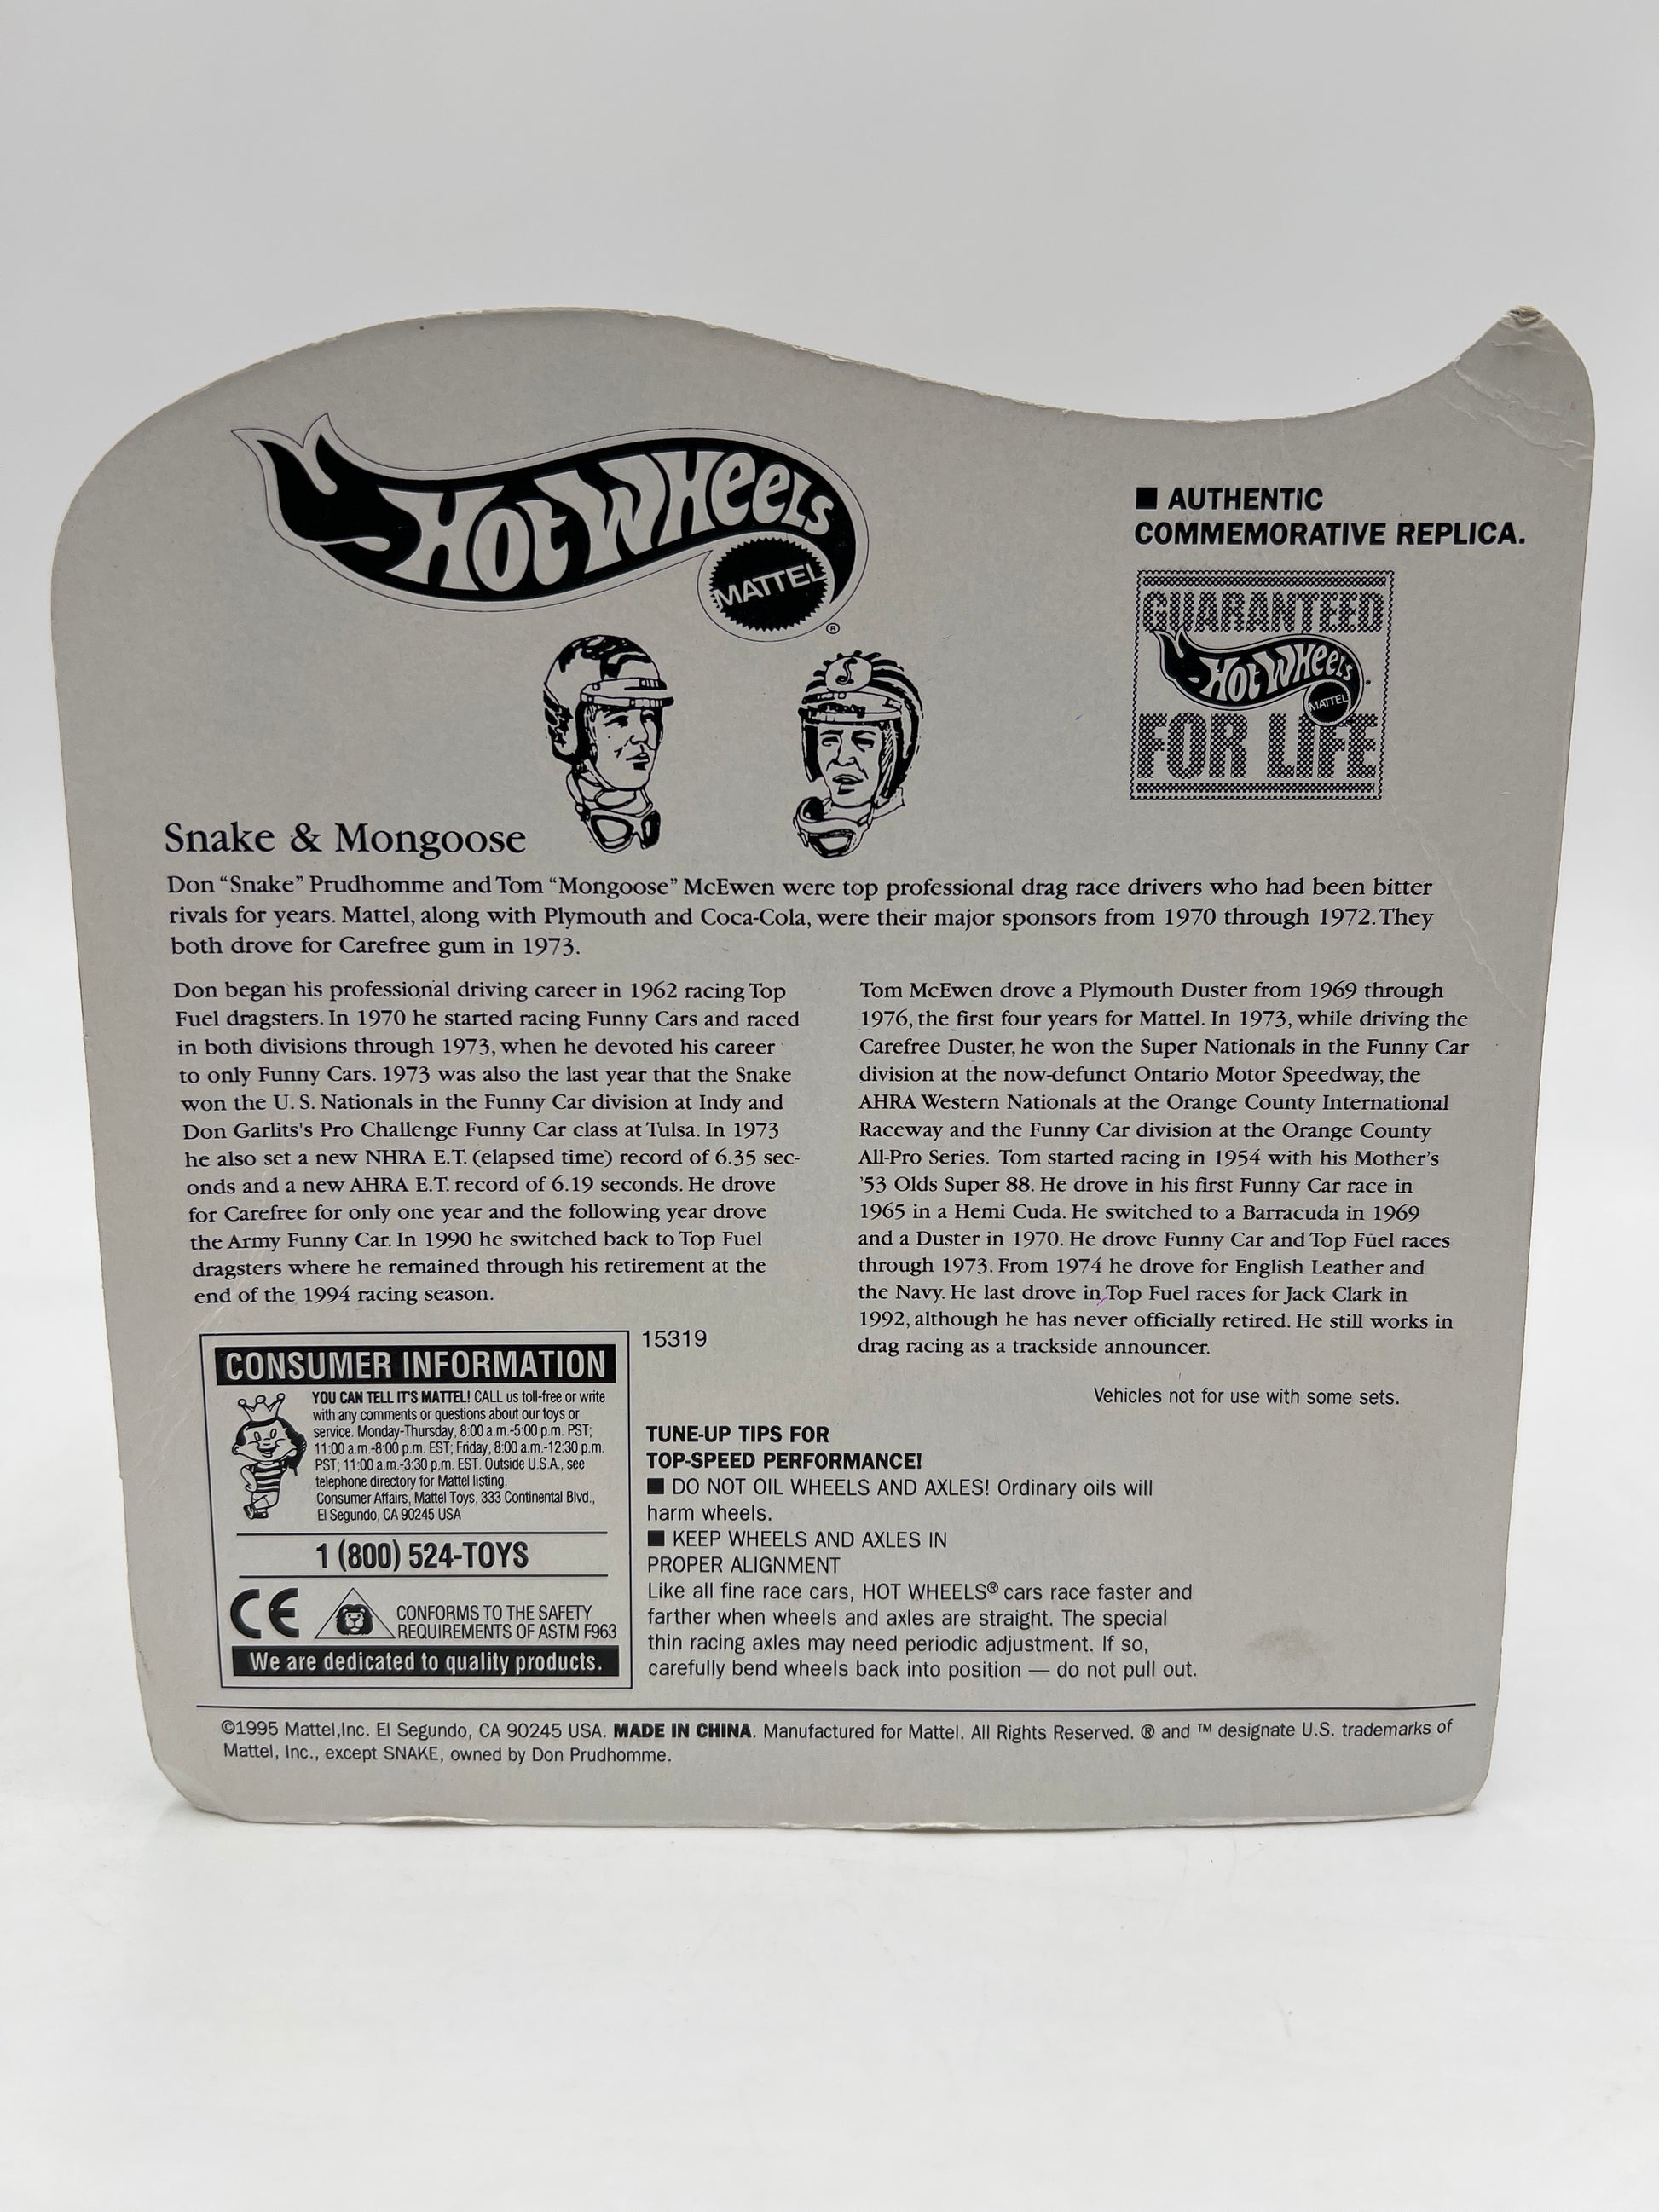 HOT WHEELS
MATTEL
®
■ AUTHENTIC
COMMEMORATIVE REPLICA.
GUARANTEED
HOT WHEELS
MATTEL
FOR LIFE
Snake & Mongoose
Don “Snake” Prudhomme and Tom “Mongoose” McEwen were top professional drag race drivers who had been bitter
rivals for years. Mattel, along with Plymouth and Coca-Cola, were their major sponsors from 1970 through 1972. They
both drove for Carefree gum in 1973.
Don began his professional driving career in 1962 racing Top
Fuel dragsters. In 1970 he started racing Funny Cars and raced
in both divisions through 1973, when he devoted his career
to only Funny Cars. 1973 was also the last year that the Snake
won the U. S. Nationals in the Funny Car division at Indy and
Don Garlits's Pro Challenge Funny Car class at Tulsa. In 1973
he also set a new NHRA E.T. (elapsed time) record of 6.35 sec-
onds and a new AHRA E.T. record of 6.19 seconds. He drove
for Carefree for only one year and the following year drove
the Army Funny Car. In 1990 he switched back to Top Fuel
dragsters where he remained through his retirement at the
end of the 1994 racing season.
Tom McEwen drove a Plymouth Duster from 1969 through
1976, the first four years for Mattel. In 1973, while driving the
Carefree Duster, he won the Super Nationals in the Funny Car
division at the now-defunct Ontario Motor Speedway, the
AHRA Western Nationals at the Orange County International
Raceway and the Funny Car division at the Orange County
All-Pro Series. Tom started racing in 1954 with his Mother's
'53 Olds Super 88. He drove in his first Funny Car race in
1965 in a Hemi Cuda. He switched to a Barracuda in 1969
and a Duster in 1970. He drove Funny Car and Top Fuel races
through 1973. From 1974 he drove for English Leather and
the Navy. He last drove in Top Fuel races for Jack Clark in
1992, although he has never officially retired. He still works in
drag racing as a trackside announcer.
Vehicles not for use with some sets.
15319
CONSUMER INFORMATION
YOU CAN TELL IT'S MATTEL! CALL us toll-free or write
with any comments or questions about our toys or
service. Monday-Thursday, 8:00 a.m.-5:00 p.m. PST;
11:00 a.m.-8:00 p.m. EST; Friday, 8:00 a.m.-12:30 p.m.
PST; 11:00 a.m.-3:30 p.m. EST. Outside U.S.A., see
telephone directory for Mattel listing.
Consumer Affairs, Mattel Toys, 333 Continental Blvd.,
El Segundo, CA 90245 USA
1 (800) 524-TOYS
CE
CONFORMS TO THE SAFETY
REQUIREMENTS OF ASTM F963
We are dedicated to quality products.
TUNE-UP TIPS FOR
TOP-SPEED PERFORMANCE!
■ DO NOT OIL WHEELS AND AXLES! Ordinary oils will
harm wheels.
■ KEEP WHEELS AND AXLES IN
PROPER ALIGNMENT
Like all fine race cars, HOT WHEELS® cars race faster and
farther when wheels and axles are straight. The special
thin racing axles may need periodic adjustment. If so,
carefully bend wheels back into position — do not pull out.
©1995 Mattel,Inc. El Segundo, CA 90245 USA. MADE IN CHINA. Manufactured for Mattel. All Rights Reserved. ® and ™ designate U.S. trademarks of
Mattel, Inc., except SNAKE, owned by Don Prudhomme.